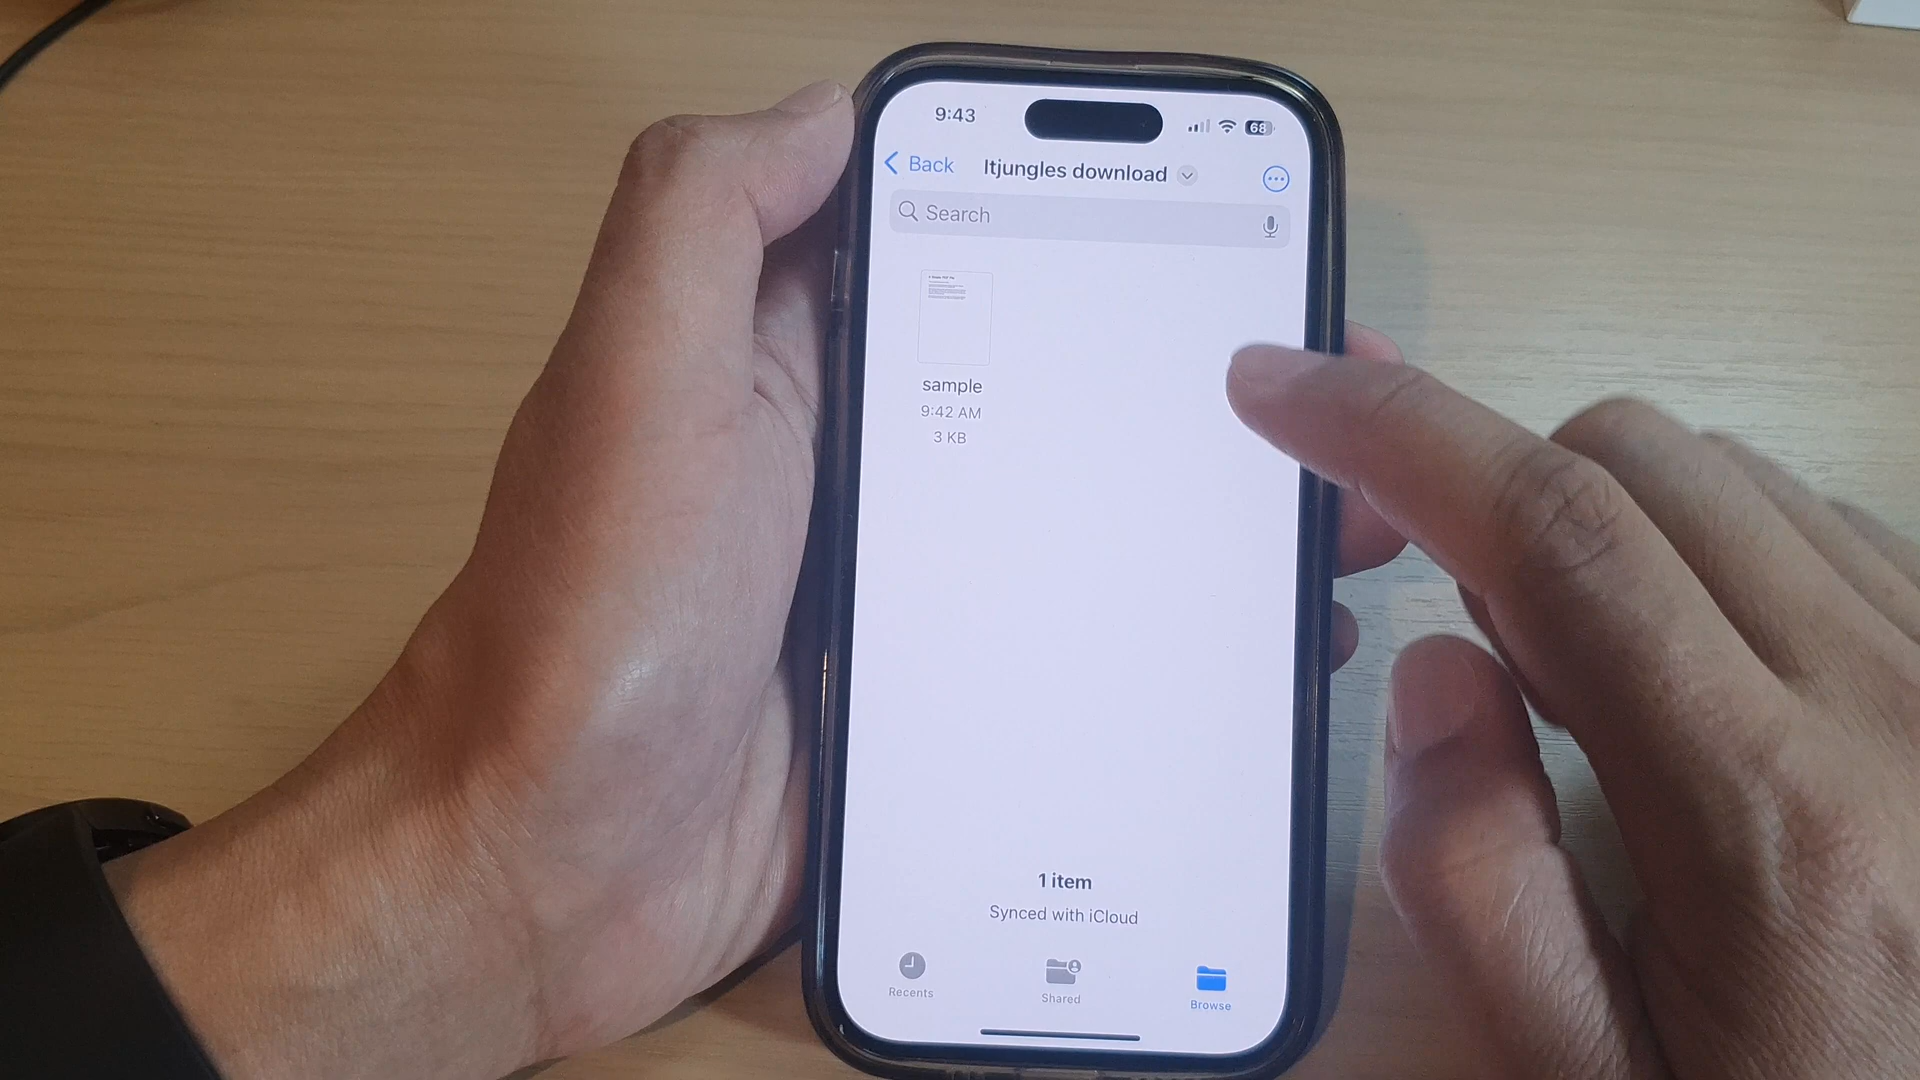 9:43
68
Back
Itjungles download
Search
sample
9:42 AM
3 KB
1 item
Synced with iCloud
Recents
Shared
Browse